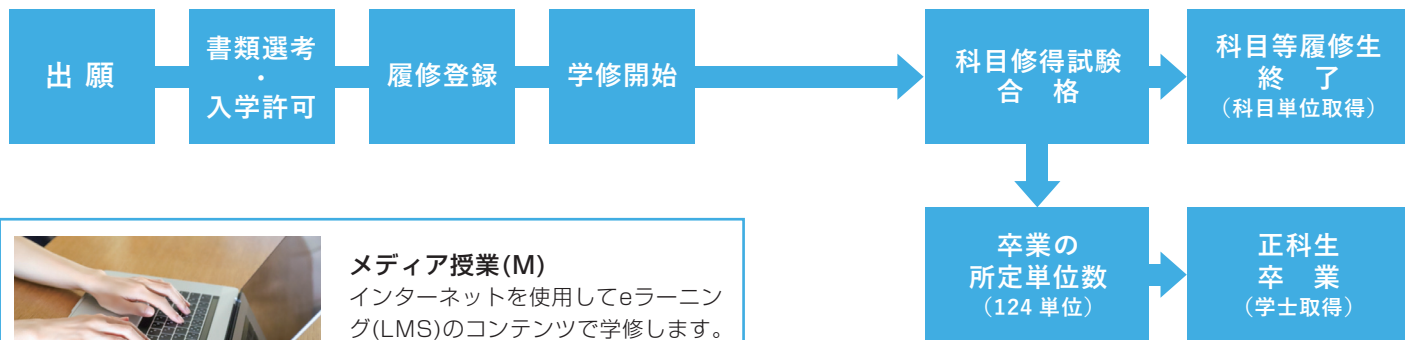 出 願
書類選考
・
入学許可
履修登録
学修開始
科目修得試験
合　格
科目等履修生
終　了
（科目単位取得）
卒業の
所定単位数
（124 単位）
正科生
卒　業
（学士取得）
メディア授業(M)
インターネットを使用してeラーニン
グ(LMS)のコンテンツで学修します。